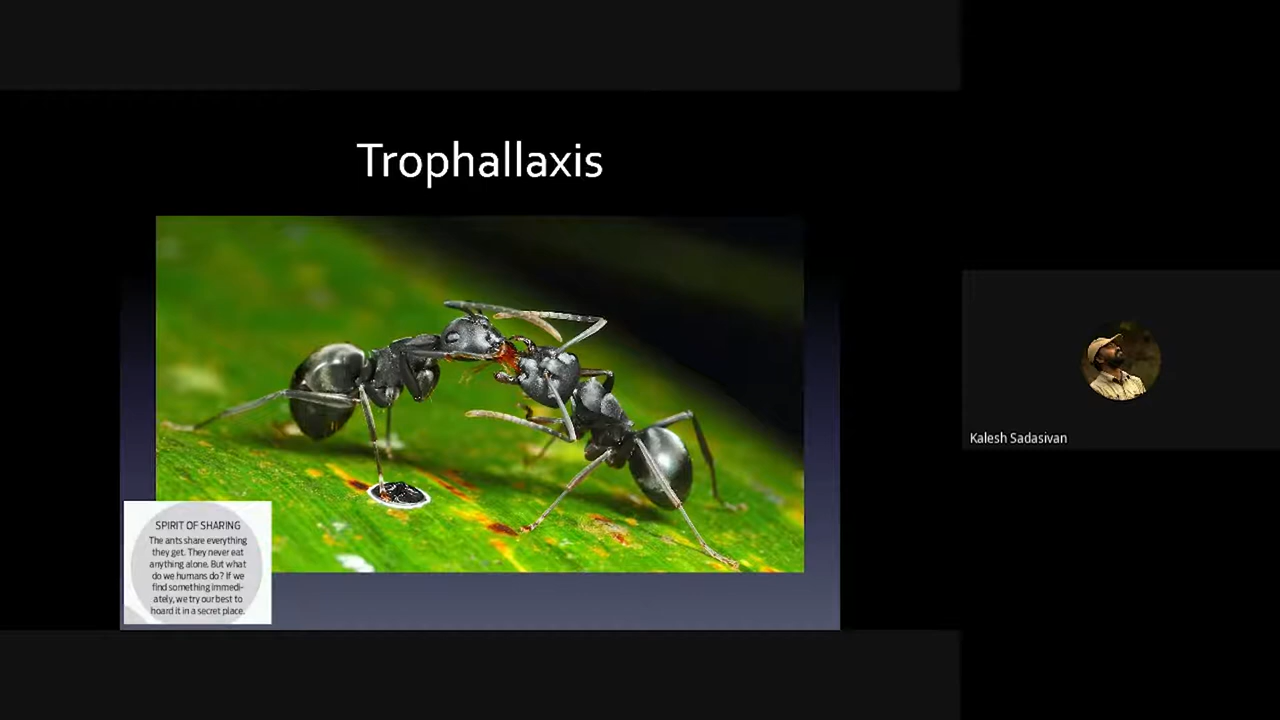 Trophallaxis
SPIRIT OF SHARING
The ants share everything
they get. They never eat
anything alone. But what
do we humans do? If we
find something immedi-
ately, we try our best to
hoard it in a secret place.
Kalesh Sadasivan